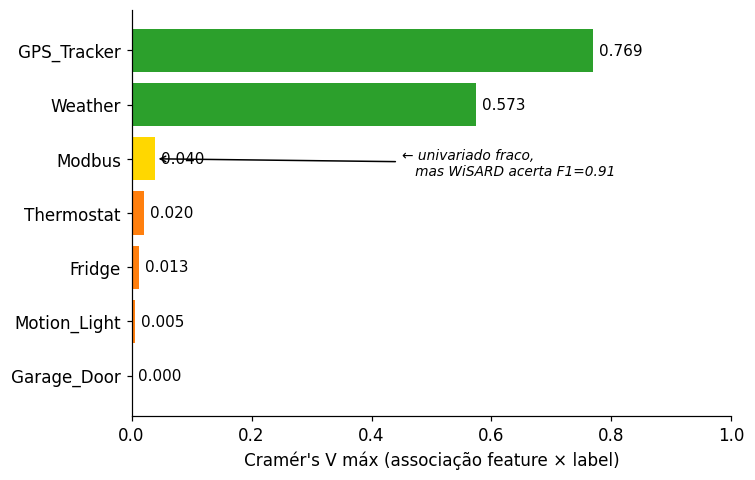 GPS_Tracker
0.769
Weather
0.573
Modbus
0.040
← univariado fraco,
mas WiSARD acerta F1=0.91
Thermostat
0.020
Fridge
0.013
Motion_Light
0.005
Garage_Door
0.000
0.0 0.2 0.4 0.6 0.8 1.0
Cramér's V máx (associação feature × label)